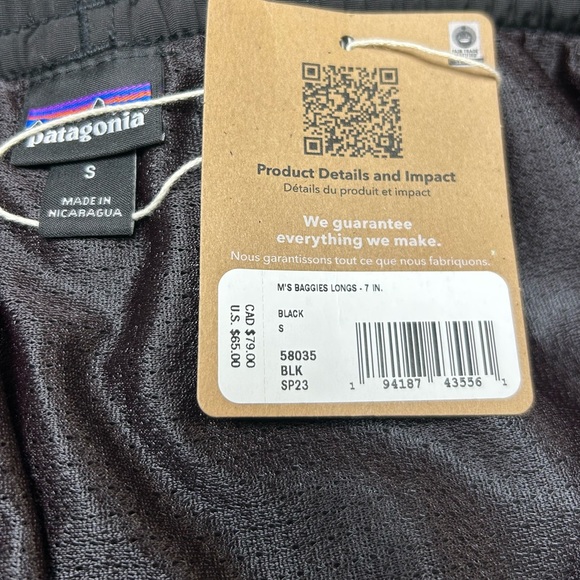 patagonia
S
MADE IN
NICARAGUA
FAIR TRADE
Product Details and Impact
Détails du produit et impact
We guarantee
everything we make.
Nous garantissons tout ce que nous fabriquons.
M'S BAGGIES LONGS - 7 IN.
BLACK
S
58035
BLK
SP23
CAD $79.00
U.S. $65.00
1 94187 43556 1